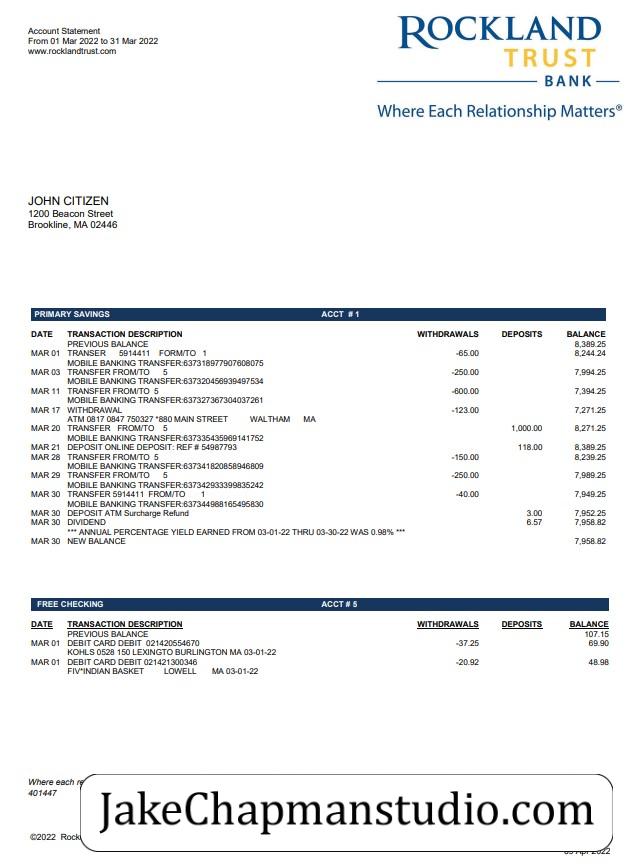 Account Statement
From 01 Mar 2022 to 31 Mar 2022
www.rocklandtrust.com
ROCKLAND
TRUST
BANK
Where Each Relationship Matters®
JOHN CITIZEN
1200 Beacon Street
Brookline, MA 02446
PRIMARY SAVINGS ACCT # 1
DATE TRANSACTION DESCRIPTION WITHDRAWALS DEPOSITS BALANCE
PREVIOUS BALANCE 8,389.25
MAR 01 TRANSER 5914411 FORM/TO 1 -65.00 8,244.24
MOBILE BANKING TRANSFER:637318977907608075
MAR 03 TRANSFER FROM/TO 5 -250.00 7,994.25
MOBILE BANKING TRANSFER:637320456939497534
MAR 11 TRANSFER FROM/TO 5 -600.00 7,394.25
MOBILE BANKING TRANSFER:637327367304037261
MAR 17 WITHDRAWAL -123.00 7,271.25
ATM 0817 0847 750327 *880 MAIN STREET WALTHAM MA
MAR 20 TRANSFER FROM/TO 5 1,000.00 8,271.25
MOBILE BANKING TRANSFER:637335435969141752
MAR 21 DEPOSIT ONLINE DEPOSIT: REF # 54987793 118.00 8,389.25
MAR 28 TRANSFER FROM/TO 5 -150.00 8,239.25
MOBILE BANKING TRANSFER:637341820858946809
MAR 29 TRANSFER FROM/TO 5 -250.00 7,989.25
MOBILE BANKING TRANSFER:637342933399835242
MAR 30 TRANSFER 5914411 FROM/TO 1 -40.00 7,949.25
MOBILE BANKING TRANSFER:637344988165495830
MAR 30 DEPOSIT ATM Surcharge Refund 3.00 7,952.25
MAR 30 DIVIDEND 6.57 7,958.82
*** ANNUAL PERCENTAGE YIELD EARNED FROM 03-01-22 THRU 03-30-22 WAS 0.98% ***
MAR 30 NEW BALANCE 7,958.82
FREE CHECKING ACCT # 5
DATE TRANSACTION DESCRIPTION WITHDRAWALS DEPOSITS BALANCE
PREVIOUS BALANCE 107.15
MAR 01 DEBIT CARD DEBIT 021420554670 -37.25 69.90
KOHLS 0528 150 LEXINGTO BURLINGTON MA 03-01-22
MAR 01 DEBIT CARD DEBIT 021421300346 -20.92 48.98
FIV*INDIAN BASKET LOWELL MA 03-01-22
Where each
401447
JakeChapmanstudio.com
©2022
Apr 2022